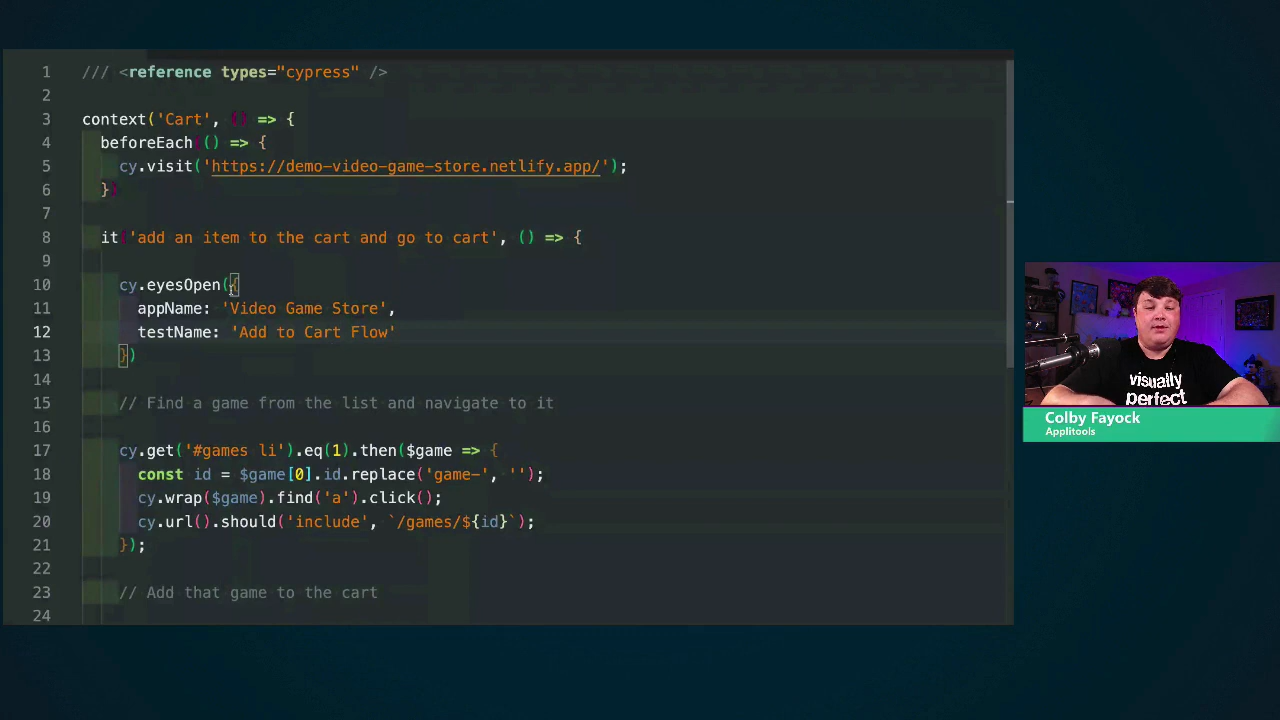 1 /// <reference types="cypress" />
2
3 context('Cart', () => {
4 beforeEach(() => {
5 cy.visit('https://demo-video-game-store.netlify.app/');
6 })
7
8 it('add an item to the cart and go to cart', () => {
9
10 cy.eyesOpen({
11 appName: 'Video Game Store',
12 testName: 'Add to Cart Flow'
13 })
14
15 // Find a game from the list and navigate to it
16
17 cy.get('#games li').eq(1).then($game => {
18 const id = $game[0].id.replace('game-', '');
19 cy.wrap($game).find('a').click();
20 cy.url().should('include', `/games/${id}`);
21 });
22
23 // Add that game to the cart
24
visually
perfect
Colby Fayock
Applitools